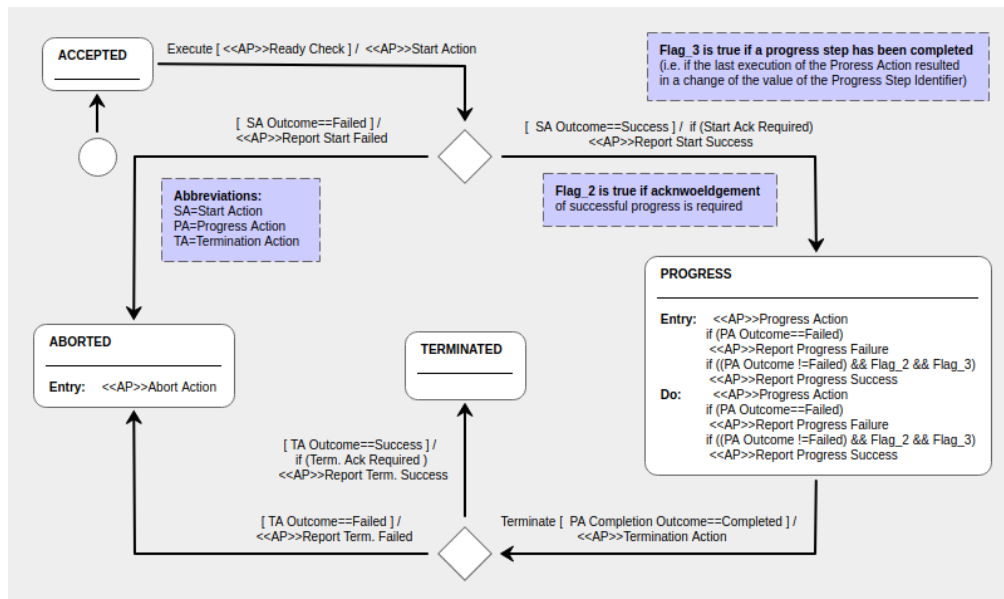 ACCEPTED
Execute [ <<AP>>Ready Check ] / <<AP>>Start Action
Flag_3 is true if a progress step has been completed
(i.e. if the last execution of the Proress Action resulted
in a change of the value of the Progress Step Identifier)
[ SA Outcome==Failed ] /
<<AP>>Report Start Failed
[ SA Outcome==Success ] / if (Start Ack Required)
<<AP>>Report Start Success
Abbreviations:
SA=Start Action
PA=Progress Action
TA=Termination Action
Flag_2 is true if acknwoeldgement
of successful progress is required
PROGRESS
Entry: <<AP>>Progress Action
if (PA Outcome==Failed)
<<AP>>Report Progress Failure
if ((PA Outcome !=Failed) && Flag_2 && Flag_3)
<<AP>>Report Progress Success
Do: <<AP>>Progress Action
if (PA Outcome==Failed)
<<AP>>Report Progress Failure
if ((PA Outcome !=Failed) && Flag_2 && Flag_3)
<<AP>>Report Progress Success
ABORTED
Entry: <<AP>>Abort Action
TERMINATED
[ TA Outcome==Success ] /
if (Term. Ack Required )
<<AP>>Report Term. Success
[ TA Outcome==Failed ] /
<<AP>>Report Term. Failed
Terminate [ PA Completion Outcome==Completed ] /
<<AP>>Termination Action